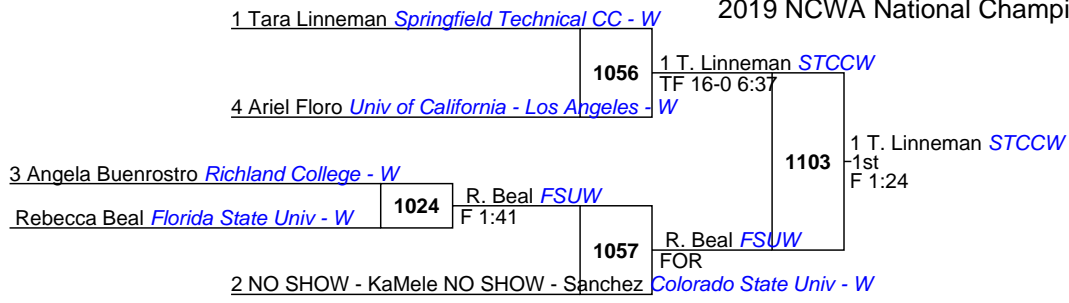 2019 NCWA National Champi
1 Tara Linneman Springfield Technical CC - W
1056
1 T. Linneman STCCW
TF 16-0 6:37
4 Ariel Floro Univ of California - Los Angeles - W
1103
1 T. Linneman STCCW
1st
F 1:24
3 Angela Buenrostro Richland College - W
1024
R. Beal FSUW
F 1:41
Rebecca Beal Florida State Univ - W
1057
R. Beal FSUW
FOR
2 NO SHOW - KaMele NO SHOW - Sanchez Colorado State Univ - W